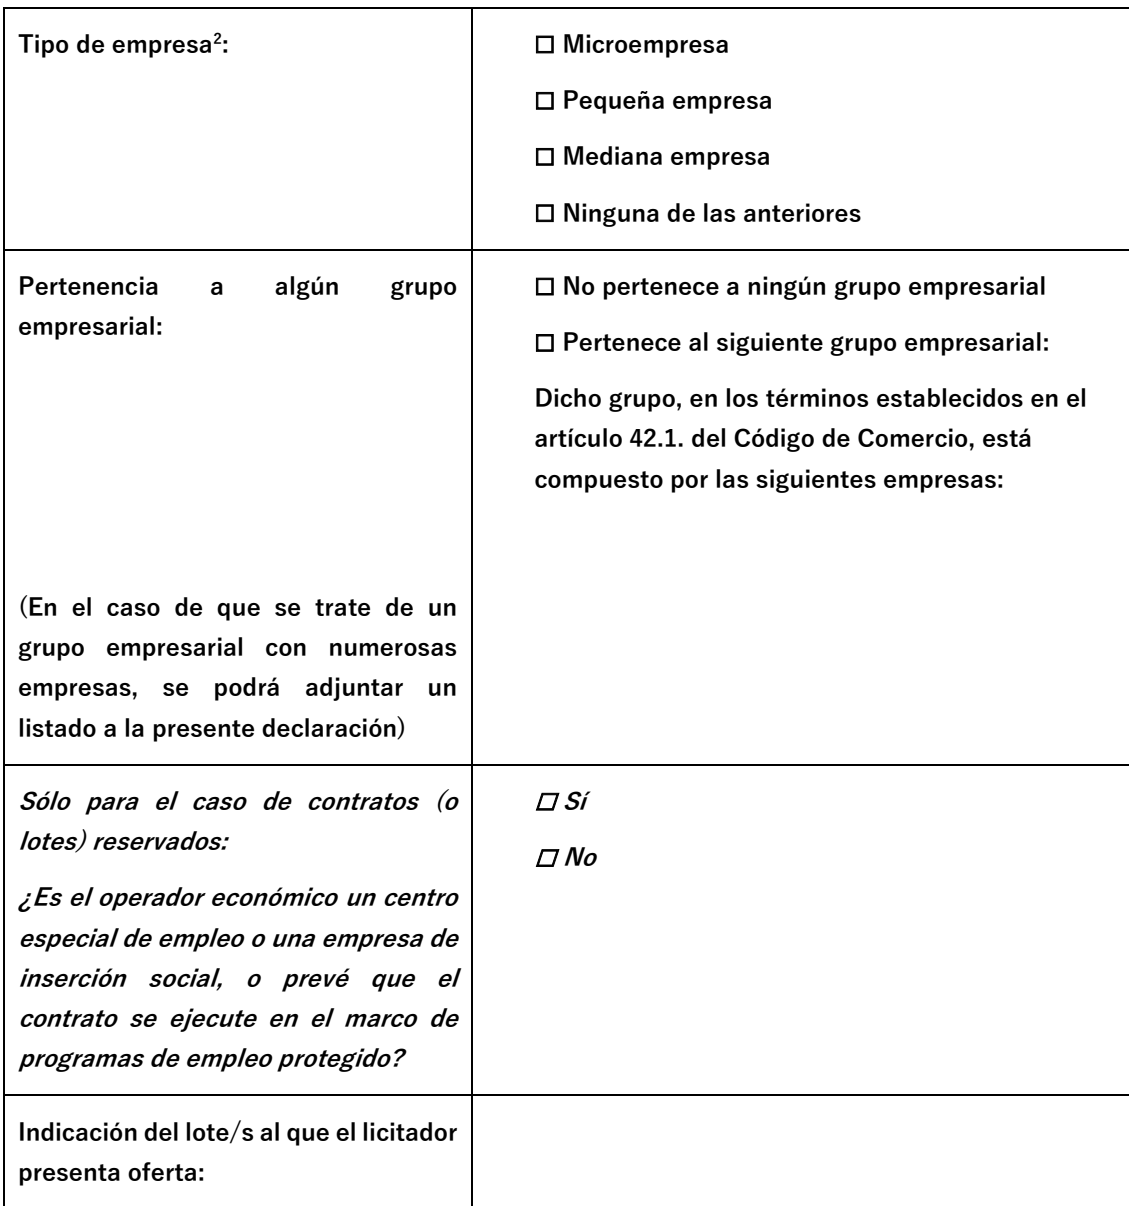 Tipo de empresa²:
☐ Microempresa
☐ Pequeña empresa
☐ Mediana empresa
☐ Ninguna de las anteriores
Pertenencia a algún grupo
empresarial:
(En el caso de que se trate de un
grupo empresarial con numerosas
empresas, se podrá adjuntar un
listado a la presente declaración)
☐ No pertenece a ningún grupo empresarial
☐ Pertenece al siguiente grupo empresarial:
Dicho grupo, en los términos establecidos en el
artículo 42.1. del Código de Comercio, está
compuesto por las siguientes empresas:
Sólo para el caso de contratos (o
lotes) reservados:
¿Es el operador económico un centro
especial de empleo o una empresa de
inserción social, o prevé que el
contrato se ejecute en el marco de
programas de empleo protegido?
☐ Sí
☐ No
Indicación del lote/s al que el licitador
presenta oferta: